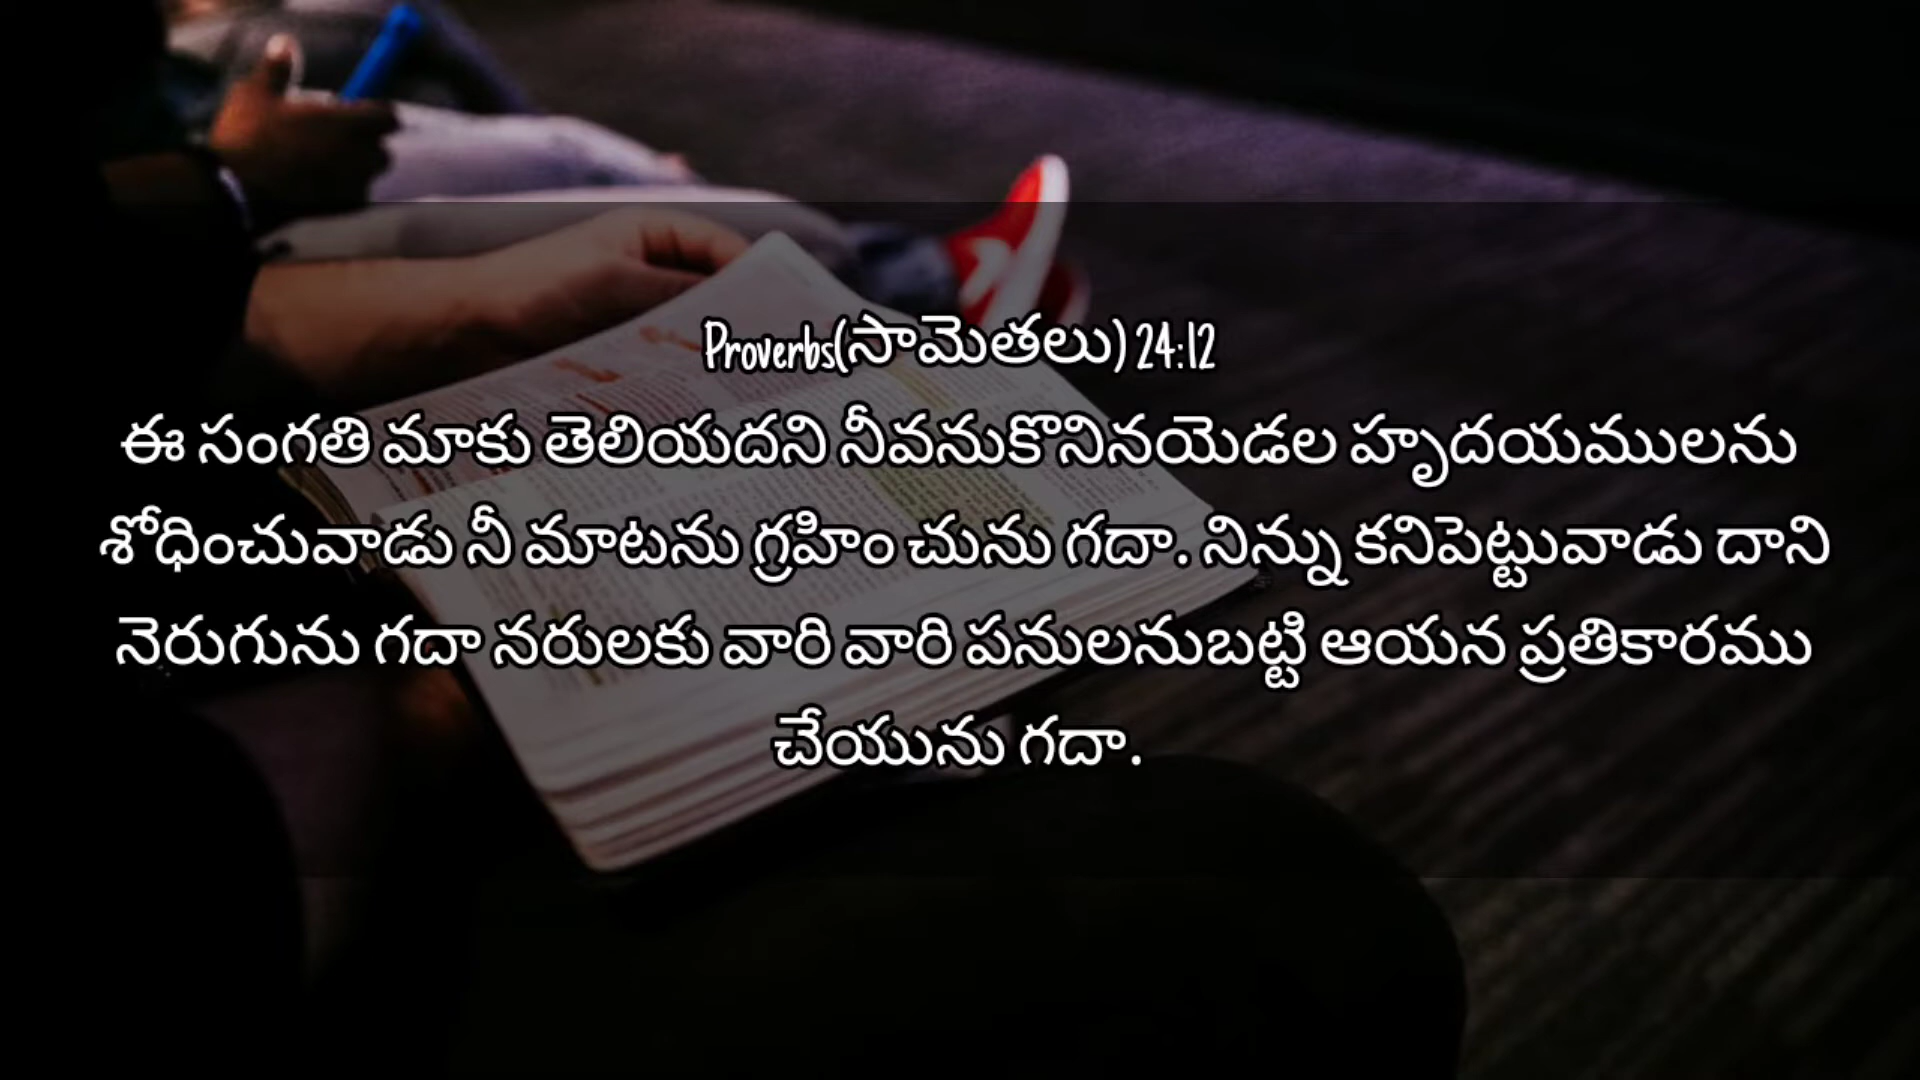 Proverbs(సామెతలు) 24:12
ఈ సంగతి మాకు తెలియదని నీవనుకొనినయెడల హృదయములను
శోధించువాడు నీ మాటను గ్రహిం చును గదా. నిన్ను కనిపెట్టువాడు దాని
నెరుగును గదా నరులకు వారి వారి పనులనుబట్టి ఆయన ప్రతికారము
చేయును గదా.